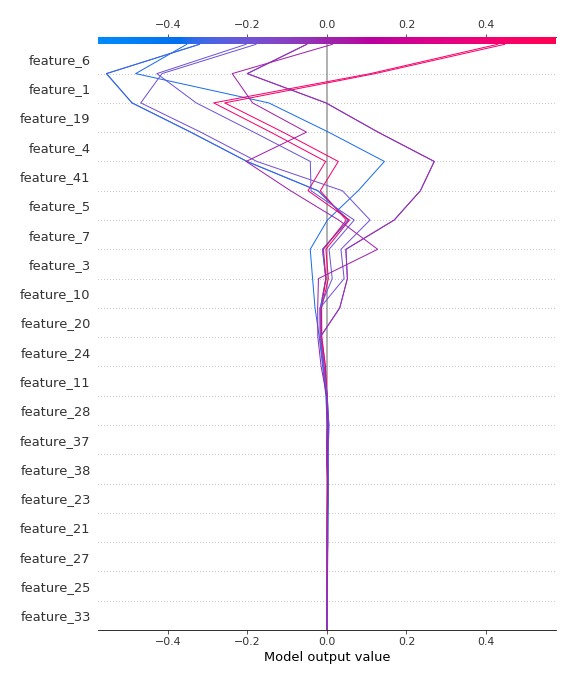 −0.4 −0.2 0.0 0.2 0.4
feature_6
feature_1
feature_19
feature_4
feature_41
feature_5
feature_7
feature_3
feature_10
feature_20
feature_24
feature_11
feature_28
feature_37
feature_38
feature_23
feature_21
feature_27
feature_25
feature_33
−0.4 −0.2 0.0 0.2 0.4
Model output value